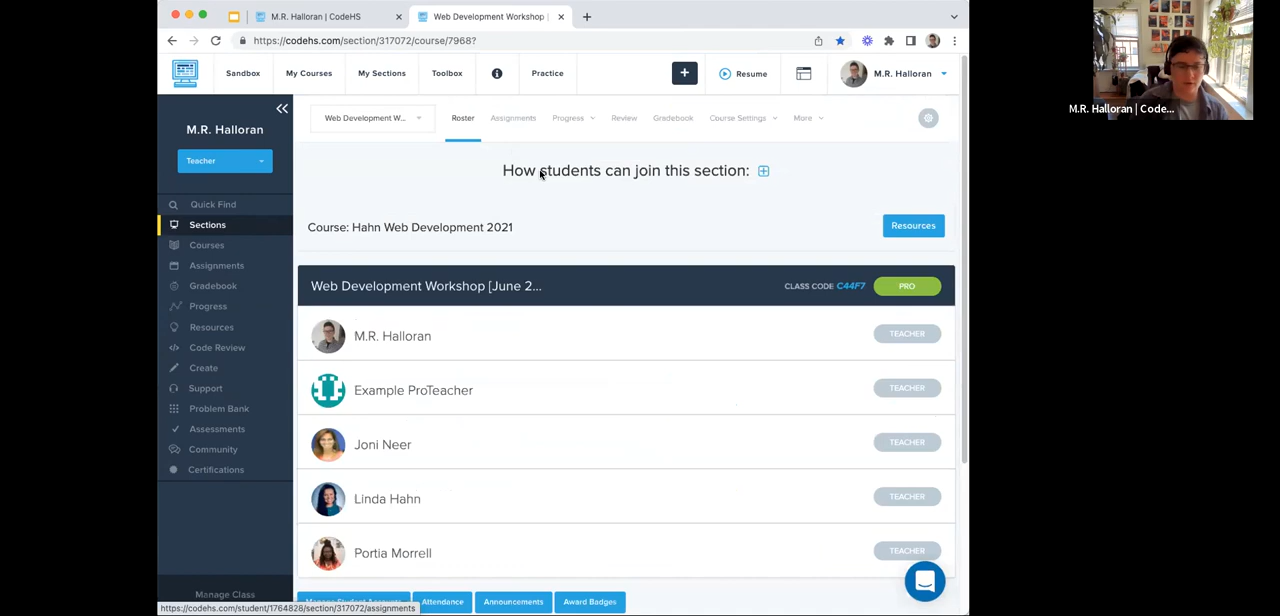 M.R. Halloran | CodeHS
Web Development Workshop |
https://codehs.com/section/317072/course/7968?
Sandbox
My Courses
My Sections
Toolbox
Practice
Resume
M.R. Halloran
M.R. Halloran | Code...
M.R. Halloran
Teacher
Quick Find
Sections
Courses
Assignments
Gradebook
Progress
Resources
Code Review
Create
Support
Problem Bank
Assessments
Community
Certifications
Manage Class
Web Development W...
Roster
Assignments
Progress
Review
Gradebook
Course Settings
More
How students can join this section:
Course: Hahn Web Development 2021
Resources
Web Development Workshop [June 2...
CLASS CODE C44F7
PRO
M.R. Halloran
TEACHER
Example ProTeacher
TEACHER
Joni Neer
TEACHER
Linda Hahn
TEACHER
Portia Morrell
TEACHER
Manage Student Accounts
Attendance
Announcements
Award Badges
https://codehs.com/student/1764828/section/317072/assignments